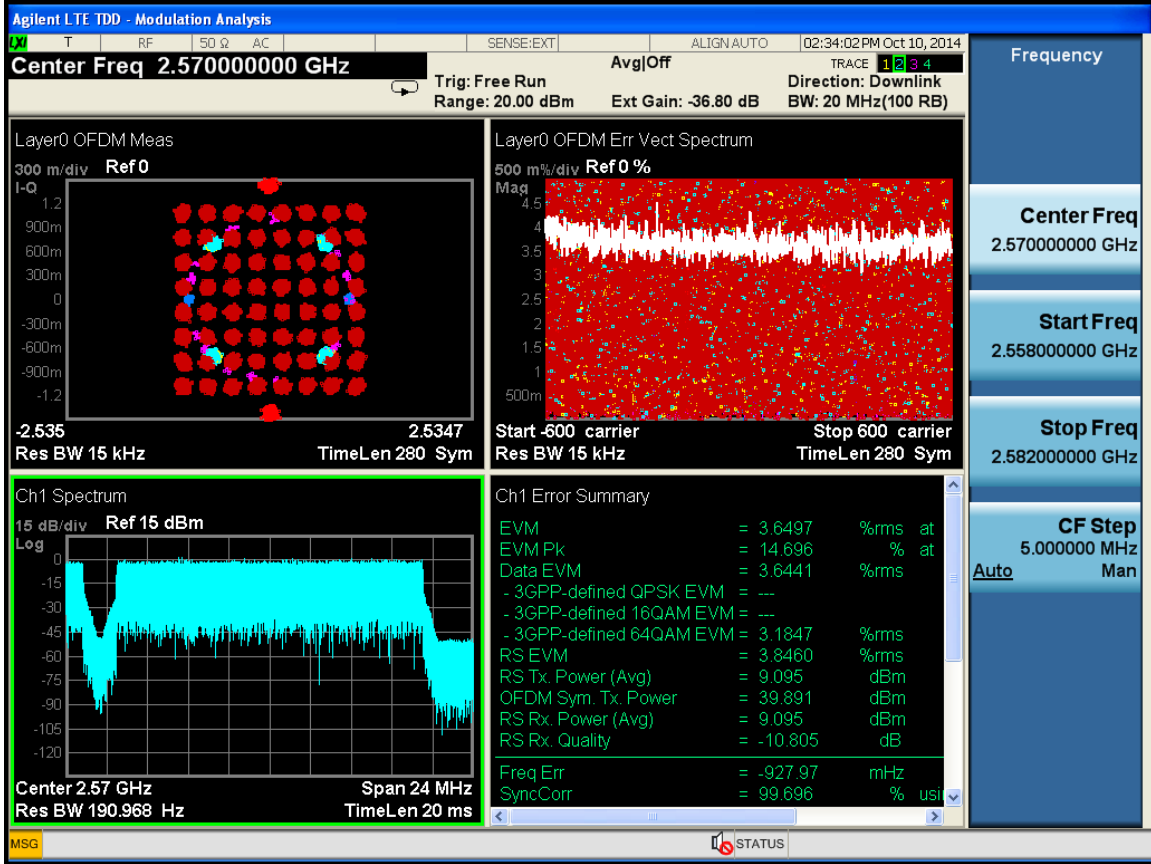 Agilent LTE TDD - Modulation Analysis
LXI T RF 50 Ω AC SENSE:EXT ALIGN AUTO 02:34:02 PM Oct 10, 2014
Center Freq 2.570000000 GHz
Trig: Free Run
Range: 20.00 dBm
Avg|Off
Ext Gain: -36.80 dB
TRACE 1 2 3 4
Direction: Downlink
BW: 20 MHz(100 RB)
Layer0 OFDM Meas
300 m/div Ref 0
I-Q
1.2
900m
600m
300m
0
-300m
-600m
-900m
-1.2
-2.535 2.5347
Res BW 15 kHz TimeLen 280 Sym
Layer0 OFDM Err Vect Spectrum
500 m%/div Ref 0 %
Mag
4.5
4
3.5
3
2.5
2
1.5
1
500m
Start -600 carrier Stop 600 carrier
Res BW 15 kHz TimeLen 280 Sym
Ch1 Spectrum
15 dB/div Ref 15 dBm
Log
0
-15
-30
-45
-60
-75
-90
-105
-120
Center 2.57 GHz Span 24 MHz
Res BW 190.968 Hz TimeLen 20 ms
Ch1 Error Summary
EVM = 3.6497 %rms at
EVM Pk = 14.696 % at
Data EVM = 3.6441 %rms
- 3GPP-defined QPSK EVM = ---
- 3GPP-defined 16QAM EVM = ---
- 3GPP-defined 64QAM EVM = 3.1847 %rms
RS EVM = 3.8460 %rms
RS Tx. Power (Avg) = 9.095 dBm
OFDM Sym. Tx. Power = 39.891 dBm
RS Rx. Power (Avg) = 9.095 dBm
RS Rx. Quality = -10.805 dB
Freq Err = -927.97 mHz
SyncCorr = 99.696 % usi
Frequency
Center Freq
2.570000000 GHz
Start Freq
2.558000000 GHz
Stop Freq
2.582000000 GHz
CF Step
5.000000 MHz
Auto Man
MSG STATUS